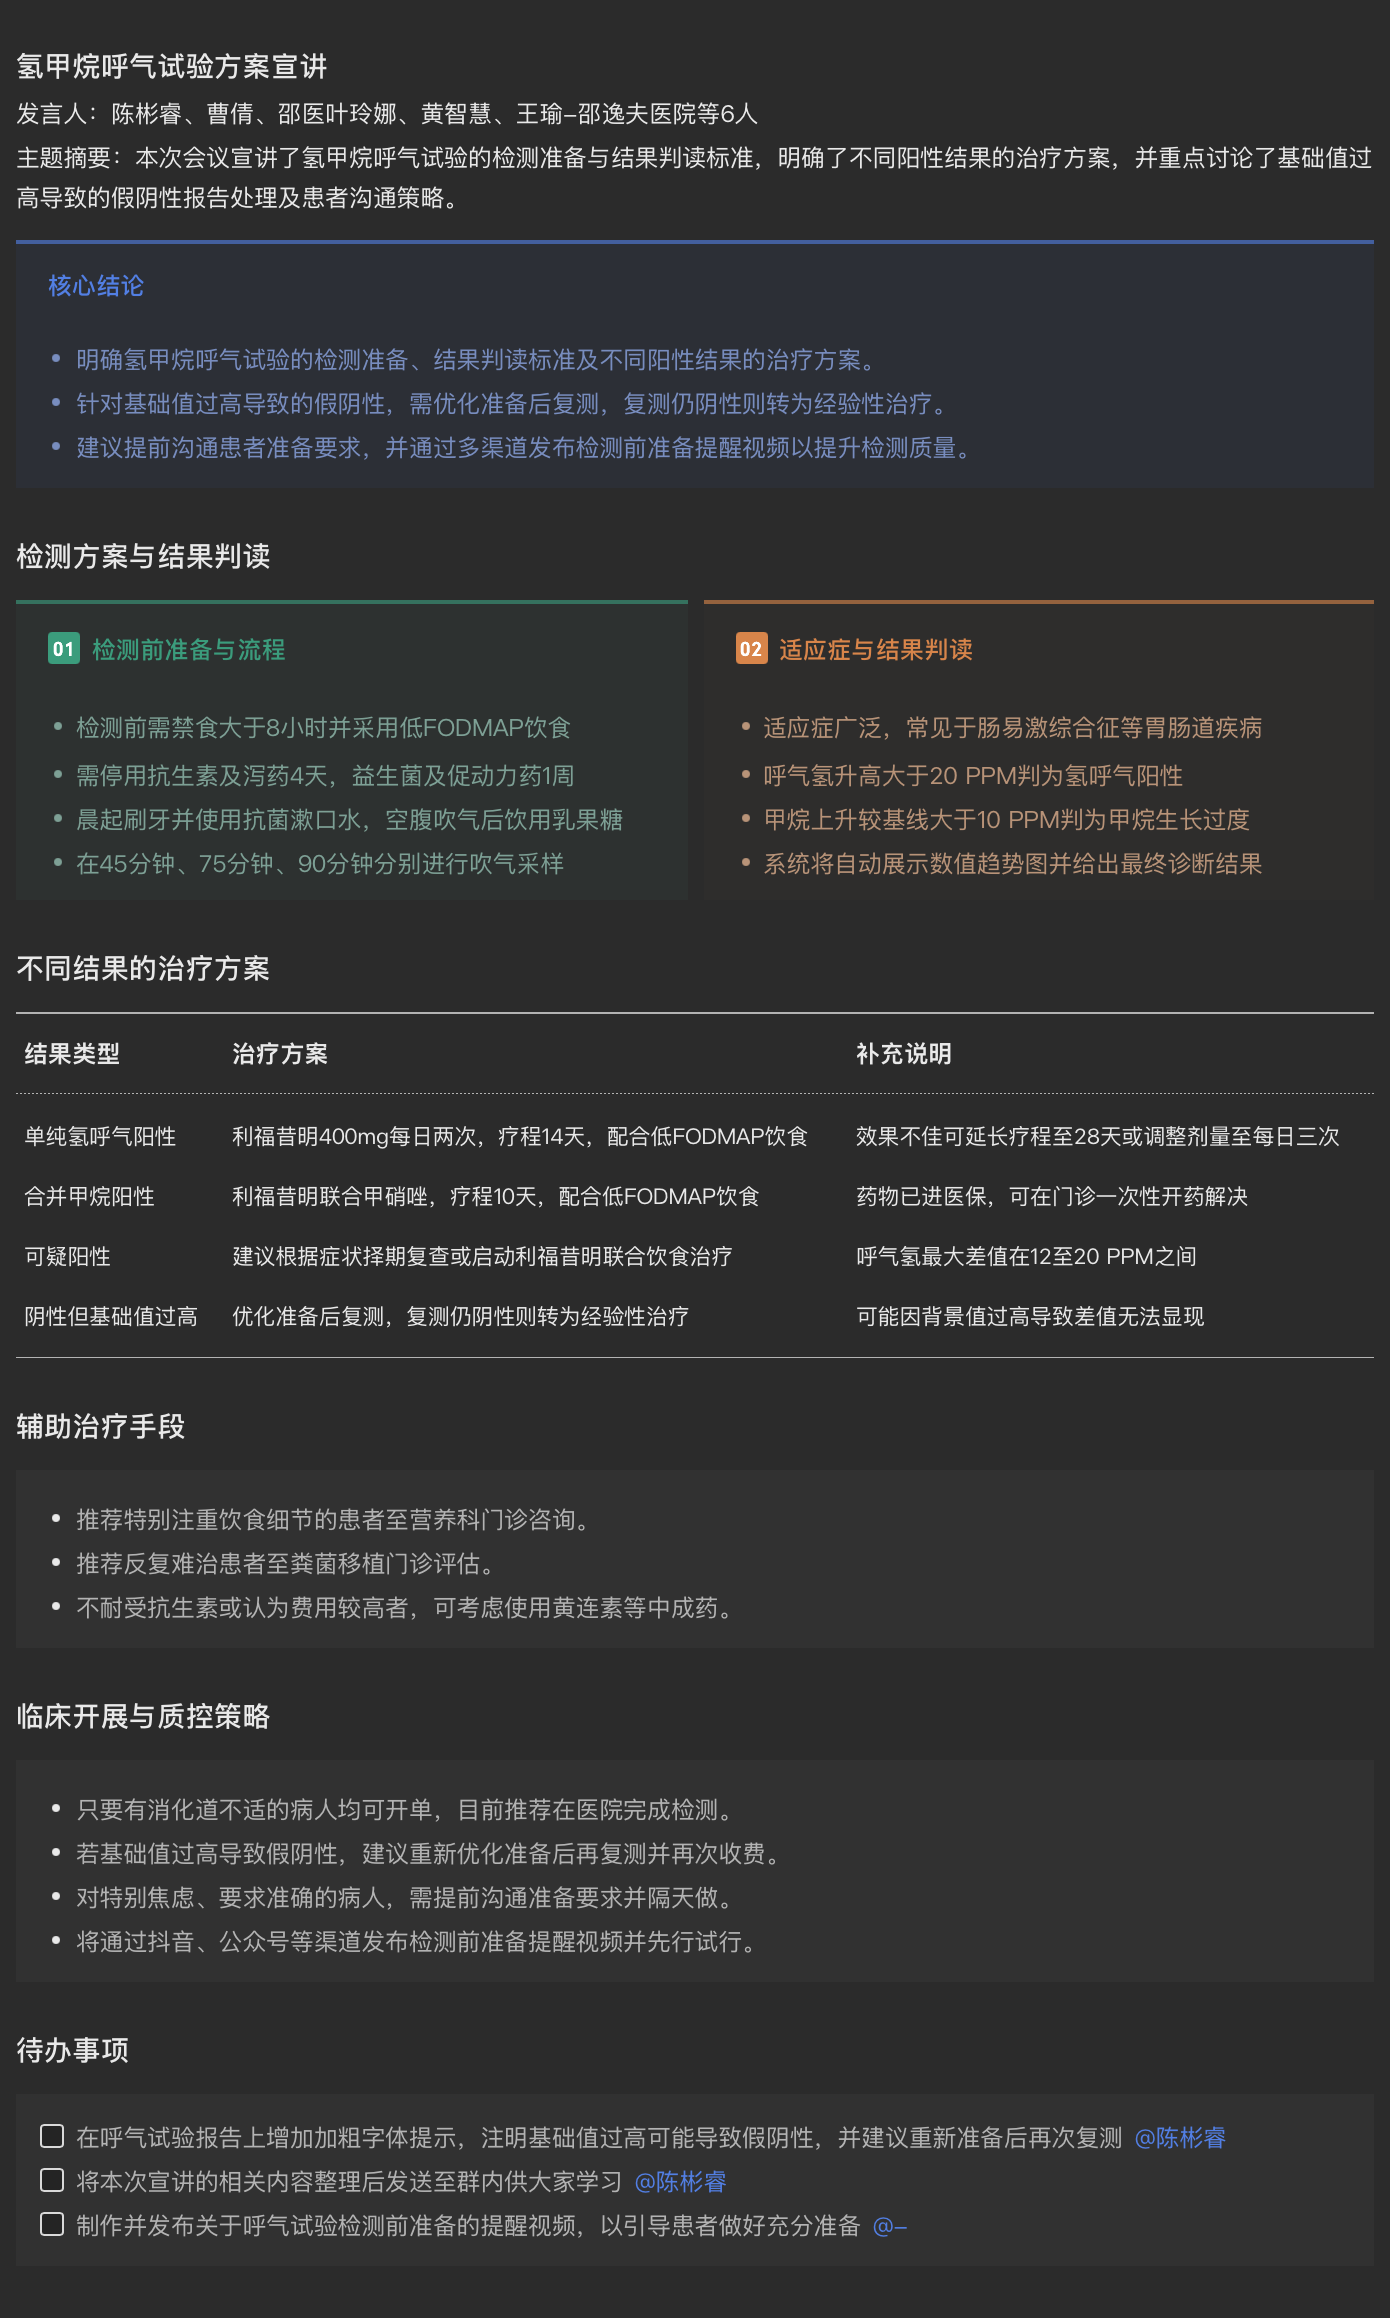 氢甲烷呼气试验方案宣讲
发言人：陈彬睿、曹倩、邵医叶玲娜、黄智慧、王瑜-邵逸夫医院等6人
主题摘要：本次会议宣讲了氢甲烷呼气试验的检测准备与结果判读标准，明确了不同阳性结果的治疗方案，并重点讨论了基础值过
高导致的假阴性报告处理及患者沟通策略。
核心结论
• 明确氢甲烷呼气试验的检测准备、结果判读标准及不同阳性结果的治疗方案。
• 针对基础值过高导致的假阴性，需优化准备后复测，复测仍阴性则转为经验性治疗。
• 建议提前沟通患者准备要求，并通过多渠道发布检测前准备提醒视频以提升检测质量。
检测方案与结果判读
01 检测前准备与流程
• 检测前需禁食大于8小时并采用低FODMAP饮食
• 需停用抗生素及泻药4天，益生菌及促动力药1周
• 晨起刷牙并使用抗菌漱口水，空腹吹气后饮用乳果糖
• 在45分钟、75分钟、90分钟分别进行吹气采样
02 适应症与结果判读
• 适应症广泛，常见于肠易激综合征等胃肠道疾病
• 呼气氢升高大于20 PPM判为氢呼气阳性
• 甲烷上升较基线大于10 PPM判为甲烷生长过度
• 系统将自动展示数值趋势图并给出最终诊断结果
不同结果的治疗方案
结果类型 治疗方案 补充说明
单纯氢呼气阳性 利福昔明400mg每日两次，疗程14天，配合低FODMAP饮食 效果不佳可延长疗程至28天或调整剂量至每日三次
合并甲烷阳性 利福昔明联合甲硝唑，疗程10天，配合低FODMAP饮食 药物已进医保，可在门诊一次性开药解决
可疑阳性 建议根据症状择期复查或启动利福昔明联合饮食治疗 呼气氢最大差值在12至20 PPM之间
阴性但基础值过高 优化准备后复测，复测仍阴性则转为经验性治疗 可能因背景值过高导致差值无法显现
辅助治疗手段
• 推荐特别注重饮食细节的患者至营养科门诊咨询。
• 推荐反复难治患者至粪菌移植门诊评估。
• 不耐受抗生素或认为费用较高者，可考虑使用黄连素等中成药。
临床开展与质控策略
• 只要有消化道不适的病人均可开单，目前推荐在医院完成检测。
• 若基础值过高导致假阴性，建议重新优化准备后再复测并再次收费。
• 对特别焦虑、要求准确的病人，需提前沟通准备要求并隔天做。
• 将通过抖音、公众号等渠道发布检测前准备提醒视频并先行试行。
待办事项
在呼气试验报告上增加加粗字体提示，注明基础值过高可能导致假阴性，并建议重新准备后再次复测 @陈彬睿
将本次宣讲的相关内容整理后发送至群内供大家学习 @陈彬睿
制作并发布关于呼气试验检测前准备的提醒视频，以引导患者做好充分准备 @-